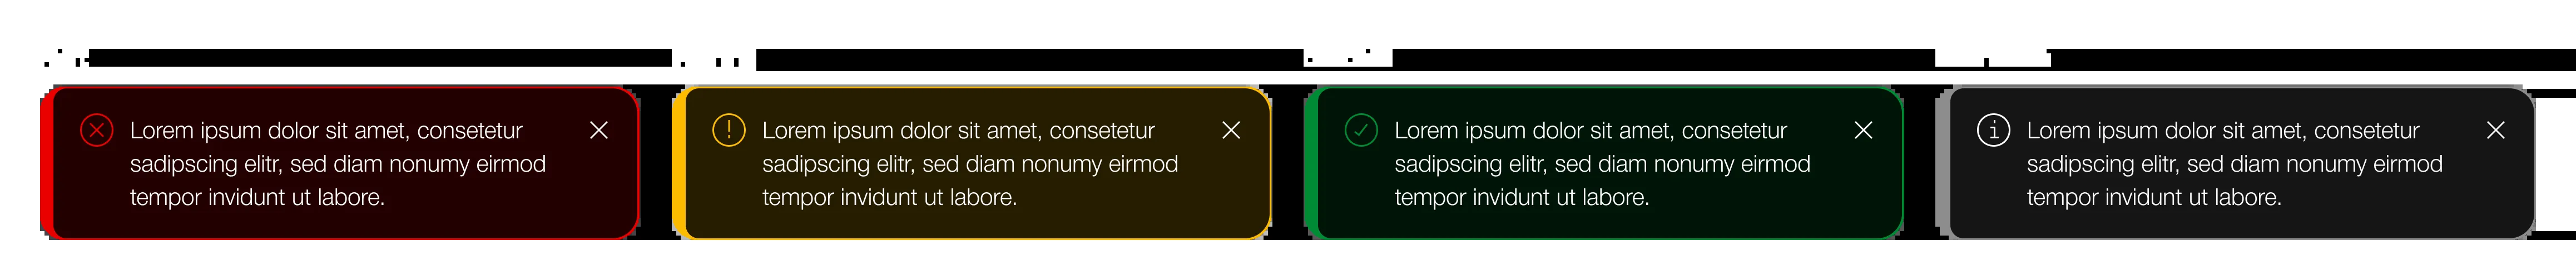 Lorem ipsum dolor sit amet, consetetur
sadipscing elitr, sed diam nonumy eirmod
tempor invidunt ut labore.
Lorem ipsum dolor sit amet, consetetur
sadipscing elitr, sed diam nonumy eirmod
tempor invidunt ut labore.
Lorem ipsum dolor sit amet, consetetur
sadipscing elitr, sed diam nonumy eirmod
tempor invidunt ut labore.
Lorem ipsum dolor sit amet, consetetur
sadipscing elitr, sed diam nonumy eirmod
tempor invidunt ut labore.